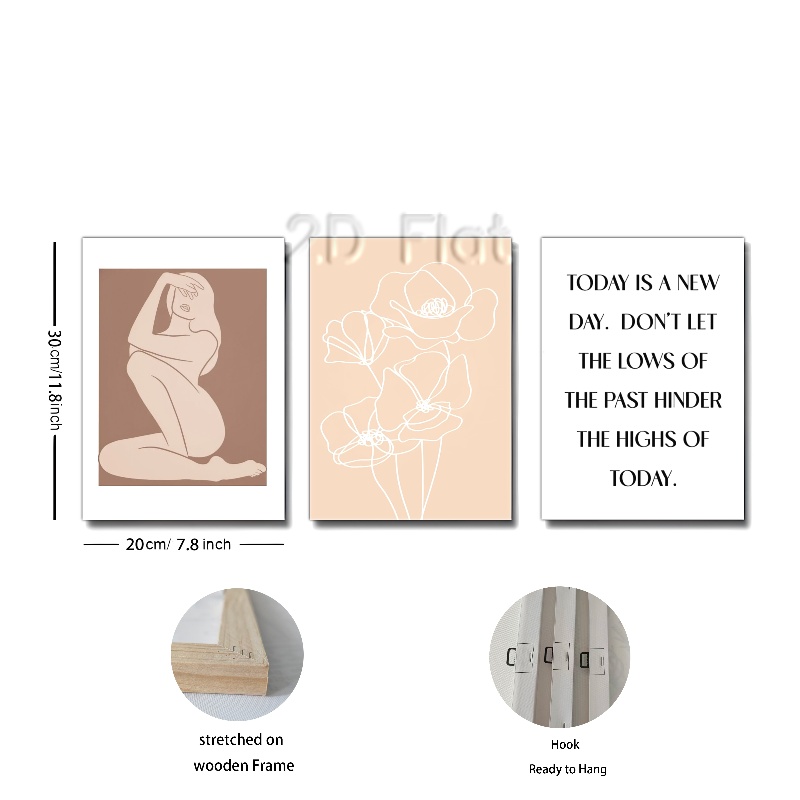 2D Flat
TODAY IS A NEW
DAY. DON'T LET
THE LOWS OF
THE PAST HINDER
THE HIGHS OF
TODAY.
30cm/11.8inch
20cm/ 7.8 inch
stretched on
wooden Frame
Hook
Ready to Hang